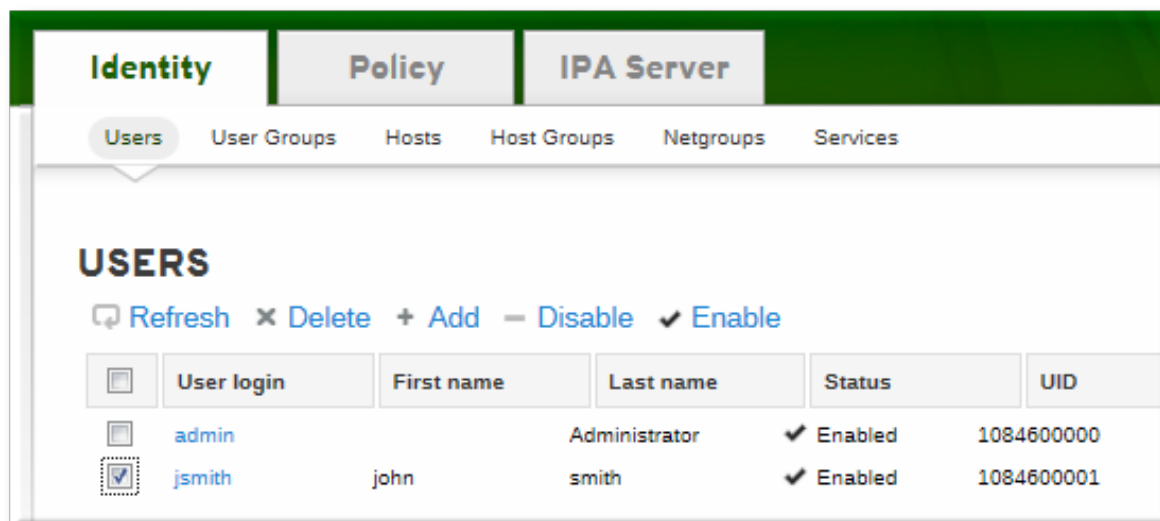 Identity Policy IPA Server
Users User Groups Hosts Host Groups Netgroups Services
USERS
Refresh Delete Add Disable Enable
User login First name Last name Status UID
admin Administrator Enabled 1084600000
jsmith john smith Enabled 1084600001